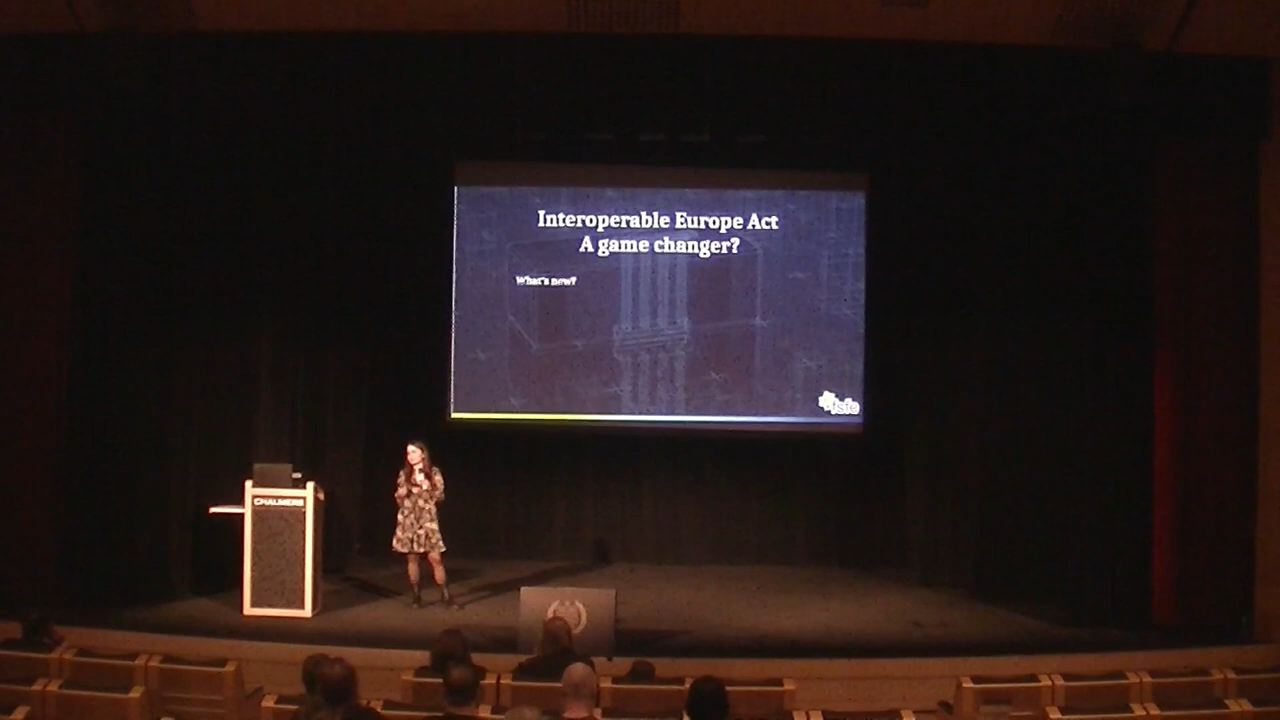 Interoperable Europe Act
A game changer?
What's new?
fsfe
CHALMERS